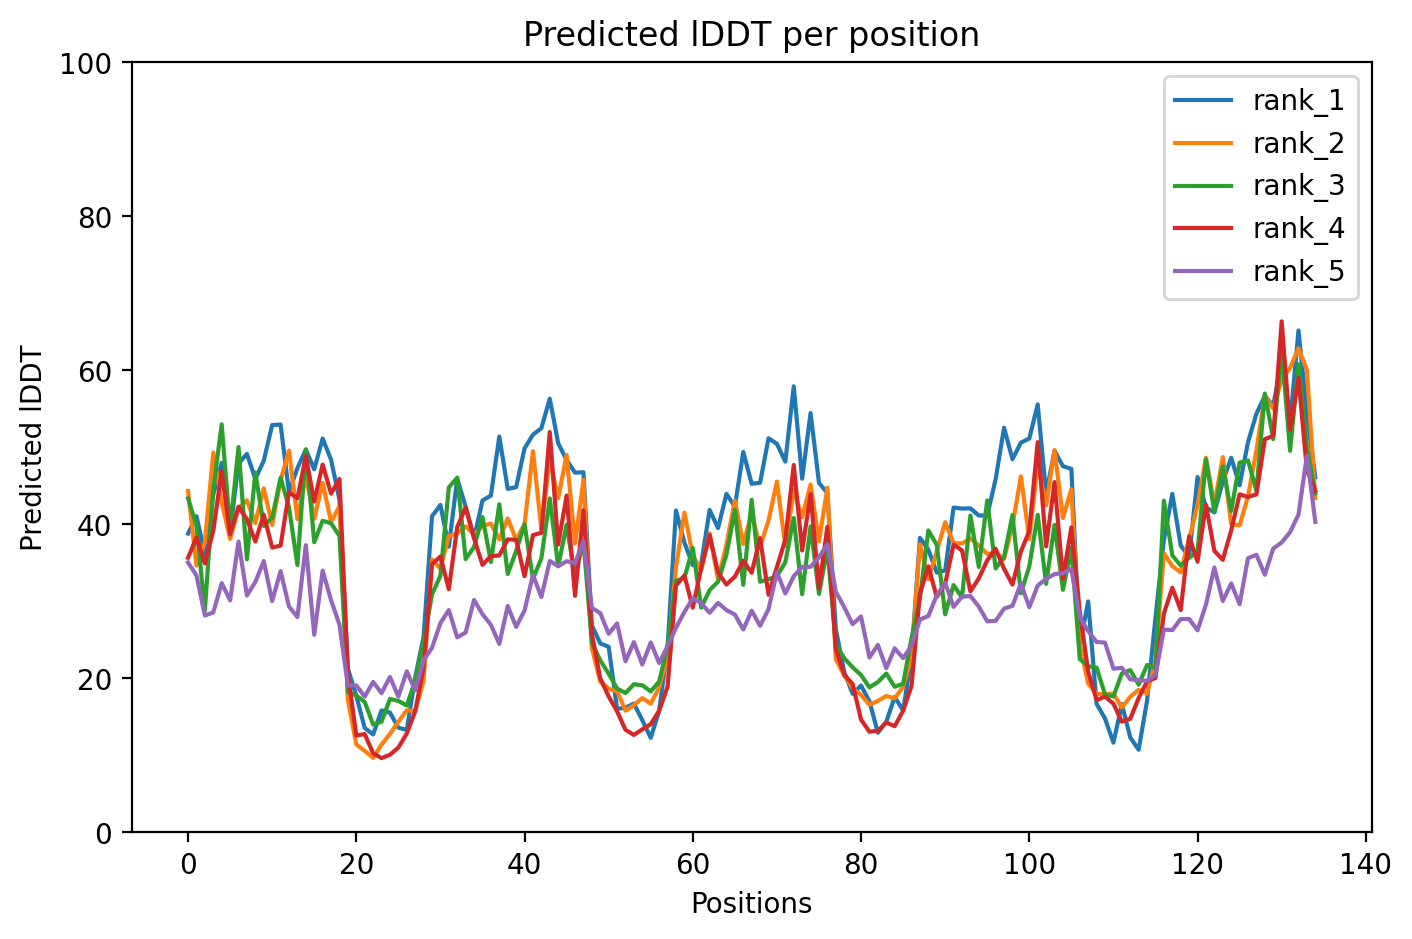 Predicted lDDT per position
100
80
60
40
20
0
Predicted lDDT
0 20 40 60 80 100 120 140
Positions
rank_1
rank_2
rank_3
rank_4
rank_5